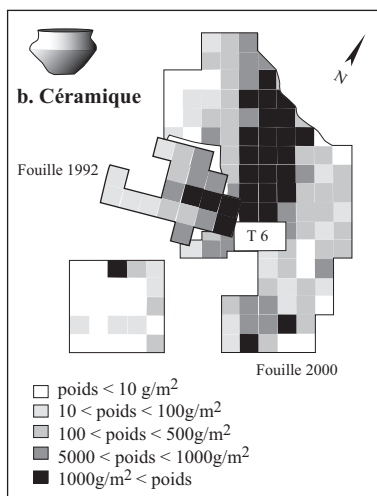 N
b. Céramique
Fouille 1992
T 6
Fouille 2000
poids < 10 g/m²
10 < poids < 100g/m²
100 < poids < 500g/m²
5000 < poids < 1000g/m²
1000g/m² < poids